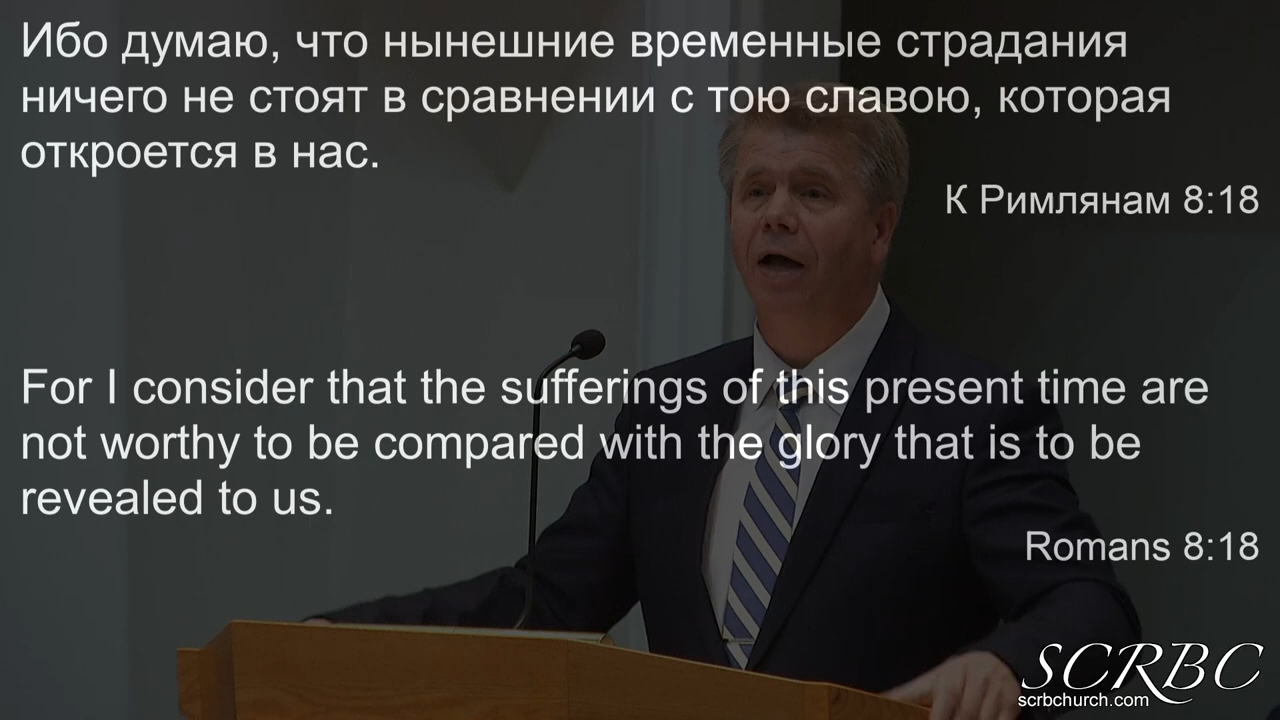 Ибо думаю, что нынешние временные страдания
ничего не стоят в сравнении с тою славою, которая
откроется в нас.
К Римлянам 8:18
For I consider that the sufferings of this present time are
not worthy to be compared with the glory that is to be
revealed to us.
Romans 8:18
SCRBC
scrbchurch.com